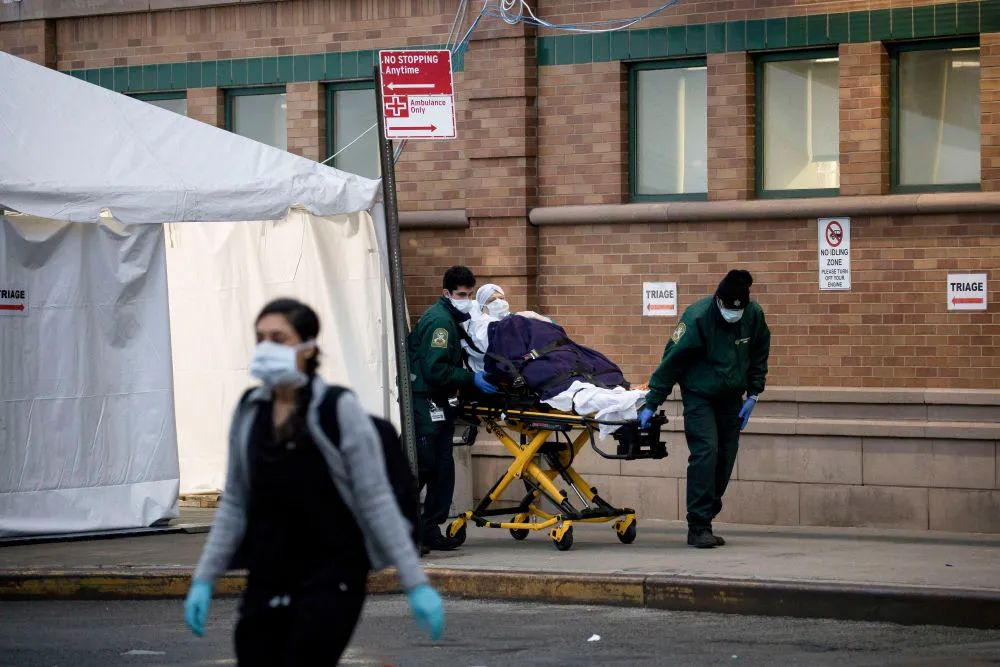 NO STOPPING
Anytime
Ambulance
Only
NO IDLING
ZONE
PLEASE TURN
OFF YOUR
ENGINE
TRIAGE
TRIAGE
TRIAGE